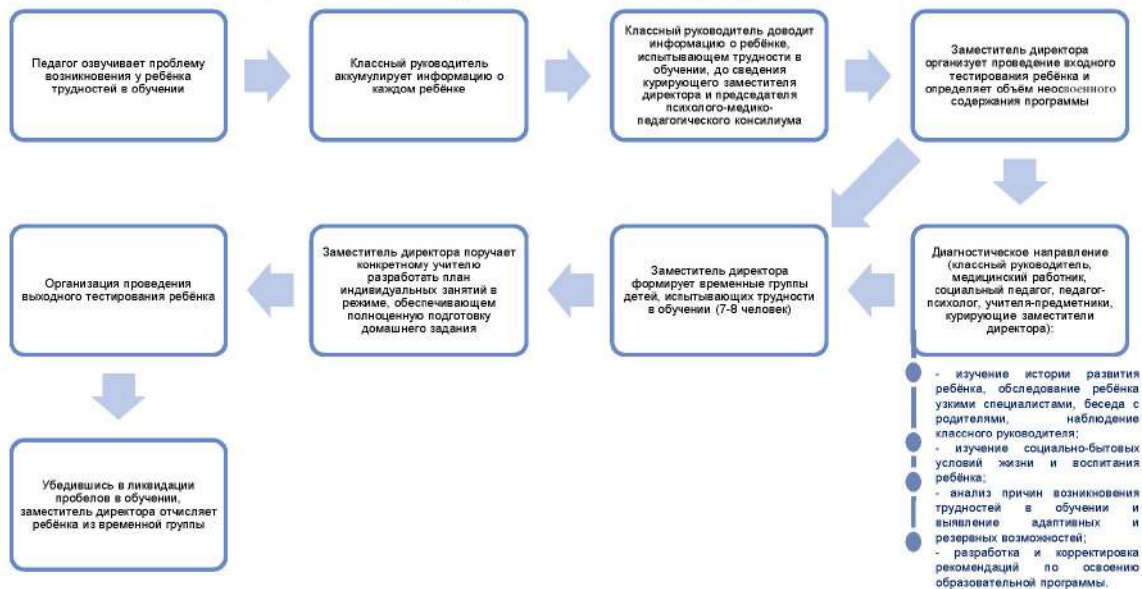 Педагог озвучивает проблему
возникновения у ребёнка
трудностей в обучении
Классный руководитель
аккумулирует информацию о
каждом ребёнке
Классный руководитель доводит
информацию о ребёнке,
испытывающем трудности в
обучении, до сведения
курирующего заместителя
директора и председателя
психолого-медико-
педагогического консилиума
Заместитель директора
организует проведение входного
тестирования ребёнка и
определяет объём неосвоенного
содержания программы
Организация проведения
выходного тестирования ребёнка
Заместитель директора поручает
конкретному учителю
разработать план
индивидуальных занятий в
режиме, обеспечивающем
полноценную подготовку
домашнего задания
Заместитель директора
формирует временные группы
детей, испытывающих трудности
в обучении (7-8 человек)
Диагностическое направление
(классный руководитель,
медицинский работник,
социальный педагог, педагог-
психолог, учителя-предметники,
курирующие заместители
директора):
- изучение истории развития
ребёнка, обследование ребёнка
узкими специалистами, беседа с
родителями, наблюдение
классного руководителя;
- изучение социально-бытовых
условий жизни и воспитания
ребёнка;
- анализ причин возникновения
трудностей в обучении и
выявление адаптивных и
резервных возможностей;
- разработка и корректировка
рекомендаций по освоению
образовательной программы.
Убедившись в ликвидации
пробелов в обучении,
заместитель директора отчисляет
ребёнка из временной группы